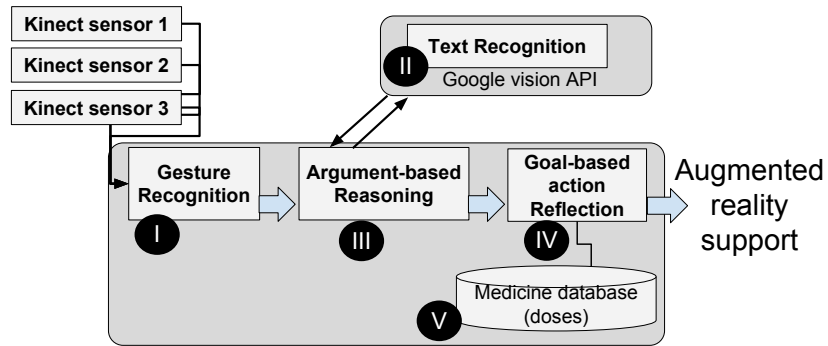 Kinect sensor 1
Kinect sensor 2
Kinect sensor 3
II
Text Recognition
Google vision API
Gesture
Recognition
I
Argument-based
Reasoning
III
Goal-based
action
Reflection
IV
Augmented
reality
support
V
Medicine database
(doses)